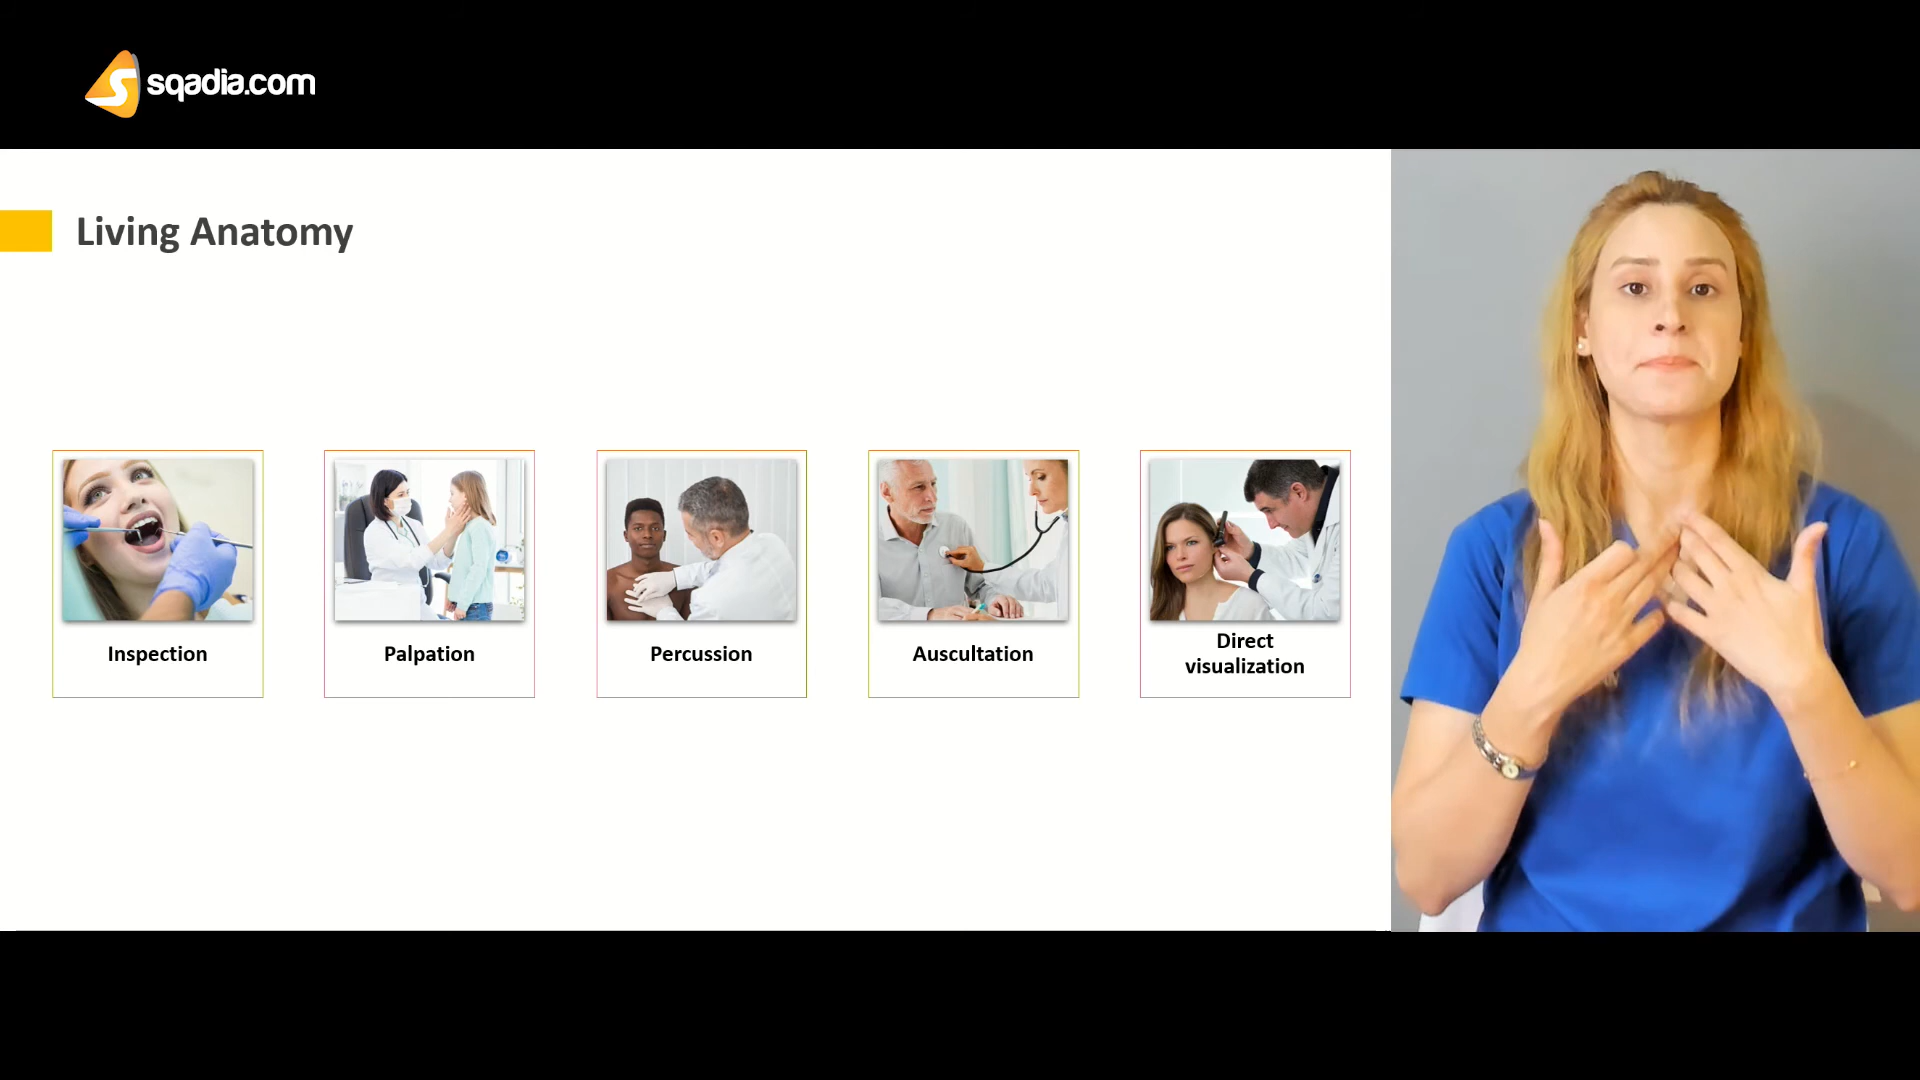 sqadia.com
Living Anatomy
Inspection
Palpation
Percussion
Auscultation
Direct
visualization